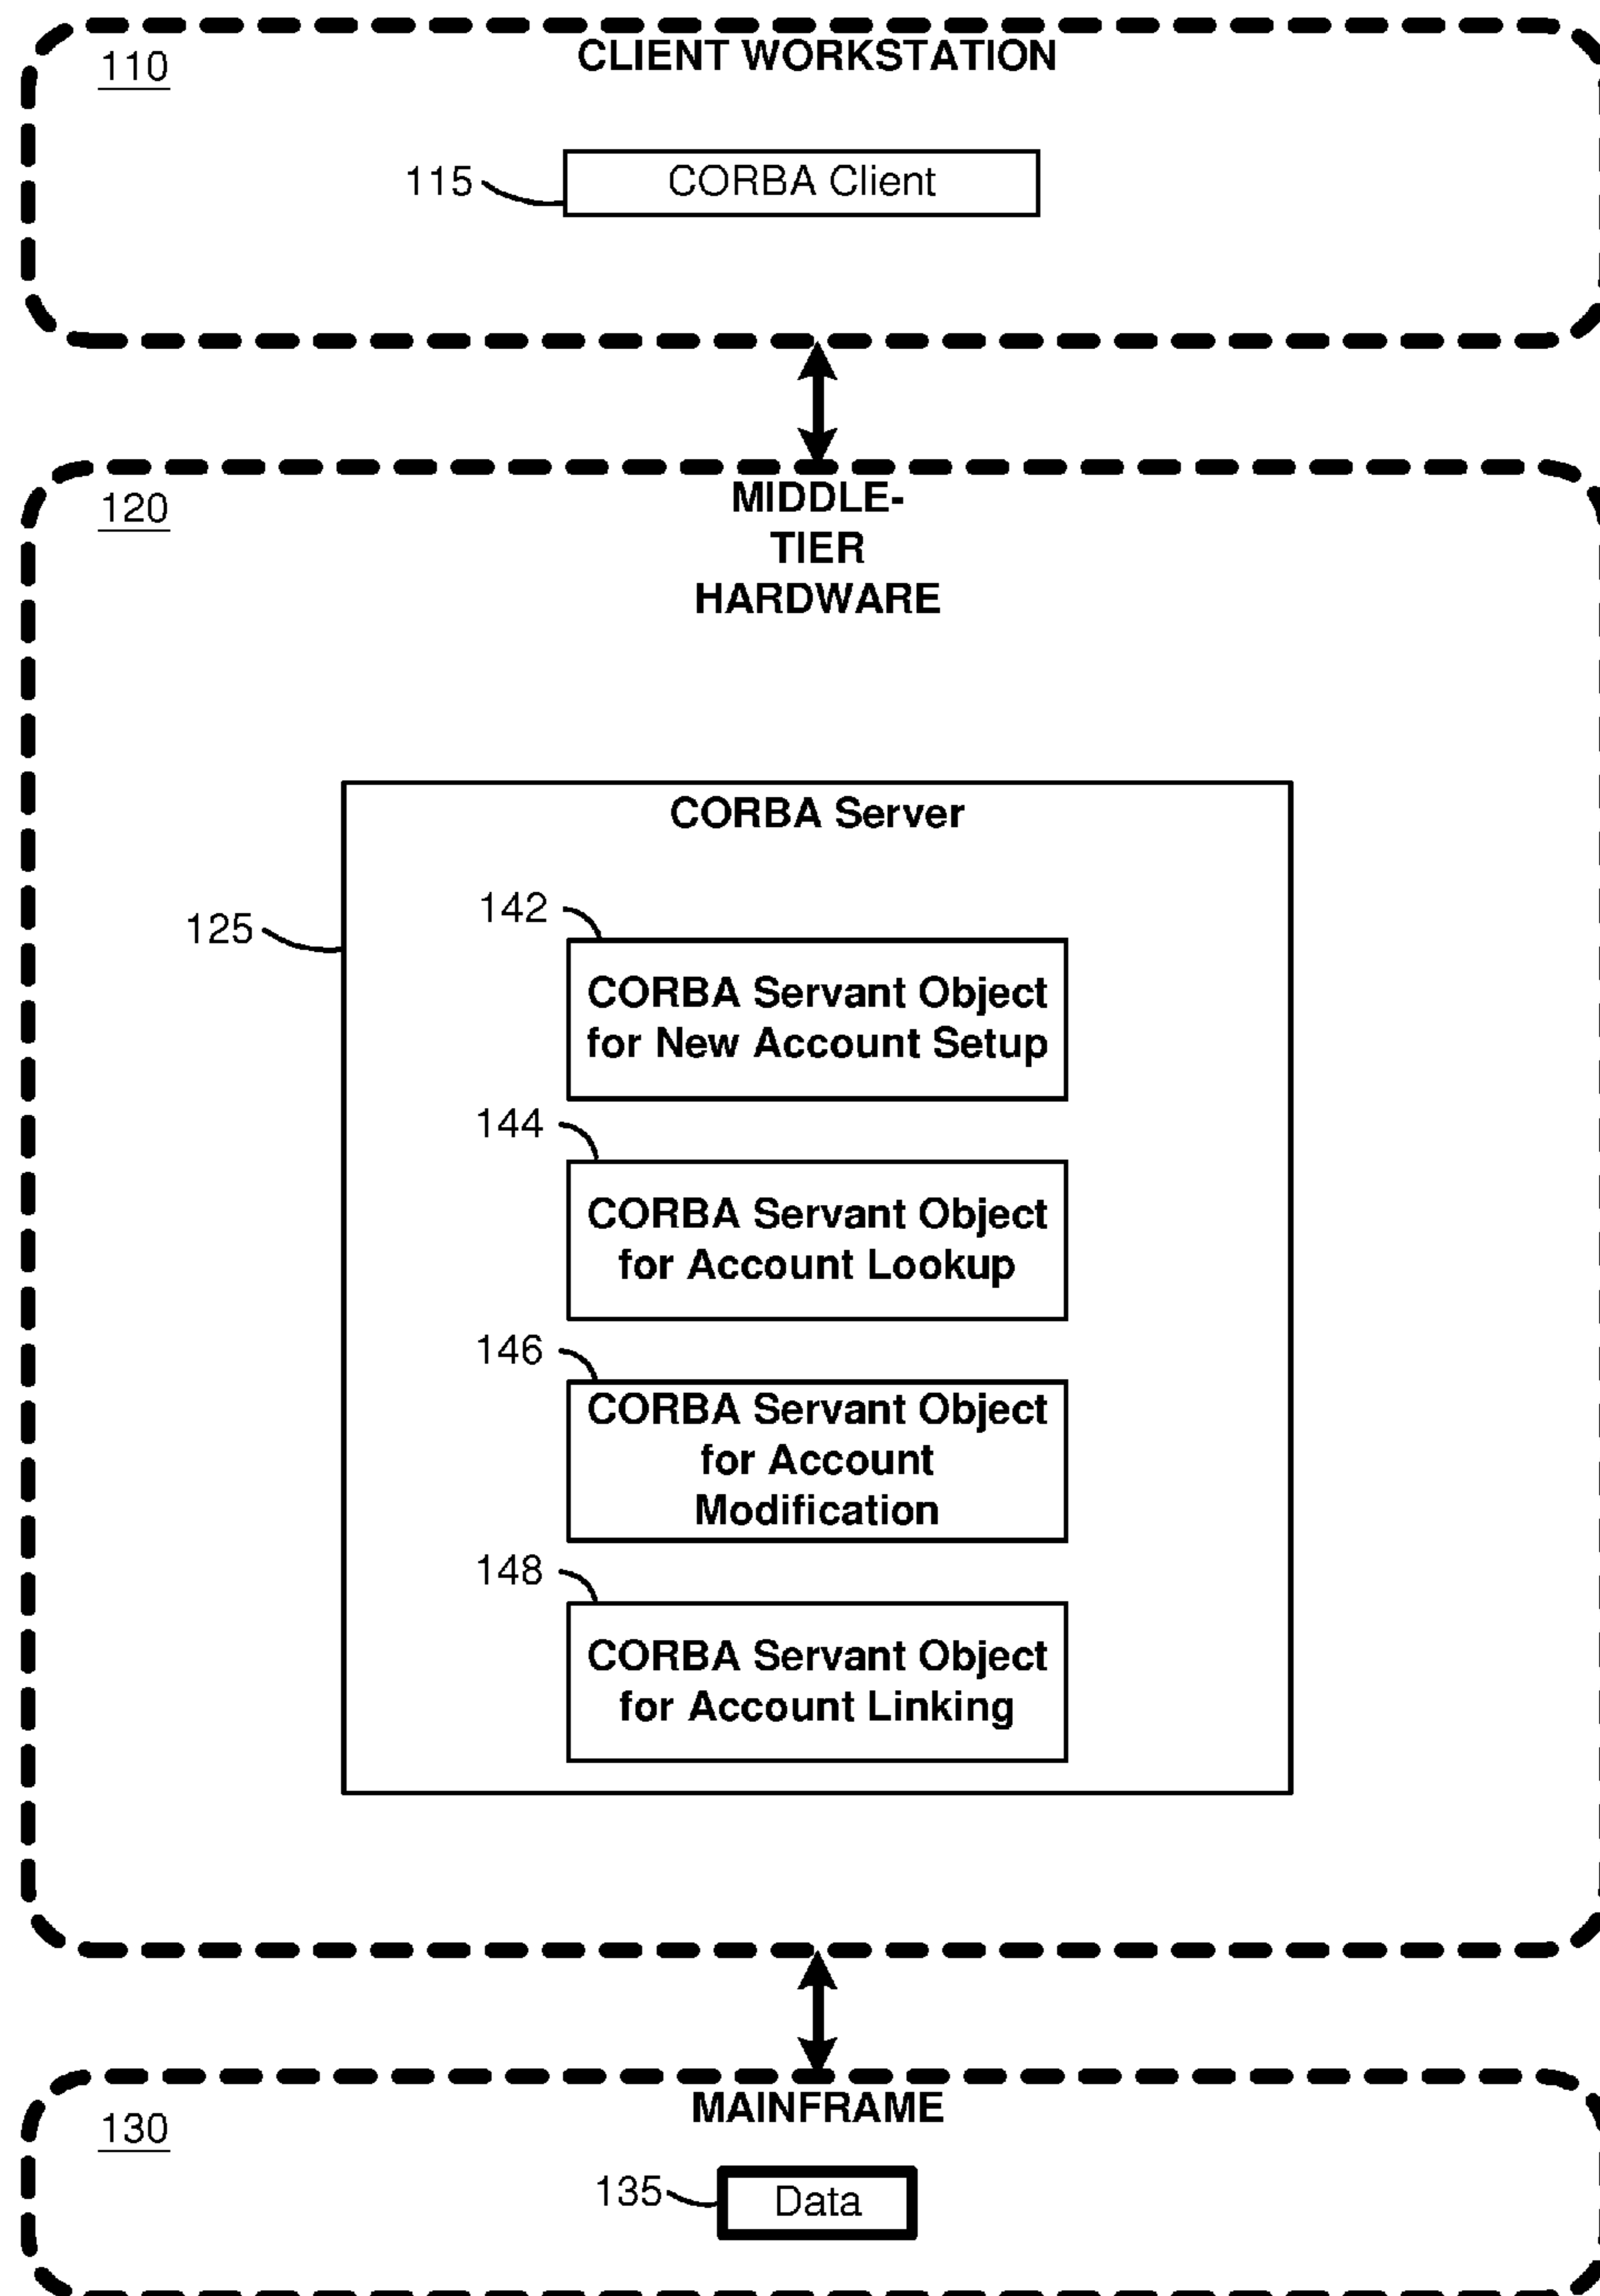 110
CLIENT WORKSTATION
115
CORBA Client
120
MIDDLE-
TIER
HARDWARE
CORBA Server
125
142
CORBA Servant Object
for New Account Setup
144
CORBA Servant Object
for Account Lookup
146
CORBA Servant Object
for Account
Modification
148
CORBA Servant Object
for Account Linking
MAINFRAME
130
135
Data